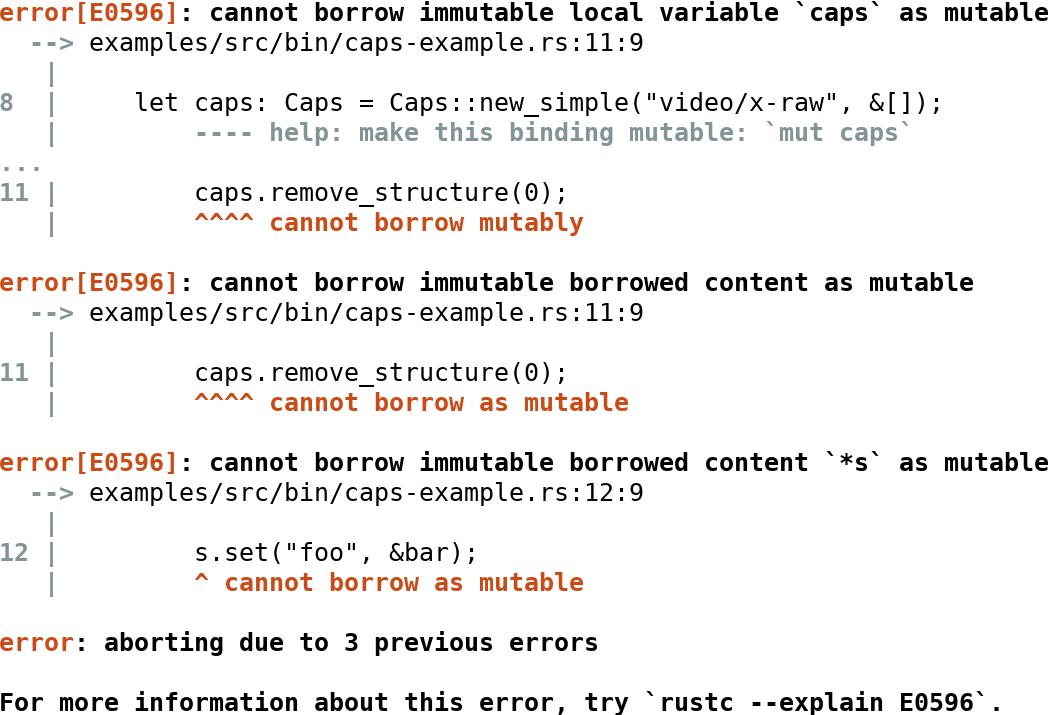 error[E0596]: cannot borrow immutable local variable `caps` as mutable
  --> examples/src/bin/caps-example.rs:11:9
   |
8  |     let caps: Caps = Caps::new_simple("video/x-raw", &[]);
   |         ---- help: make this binding mutable: `mut caps`
...
11 |         caps.remove_structure(0);
   |         ^^^^ cannot borrow mutably

error[E0596]: cannot borrow immutable borrowed content as mutable
  --> examples/src/bin/caps-example.rs:11:9
   |
11 |         caps.remove_structure(0);
   |         ^^^^ cannot borrow as mutable

error[E0596]: cannot borrow immutable borrowed content `*s` as mutable
  --> examples/src/bin/caps-example.rs:12:9
   |
12 |         s.set("foo", &bar);
   |         ^ cannot borrow as mutable

error: aborting due to 3 previous errors

For more information about this error, try `rustc --explain E0596`.